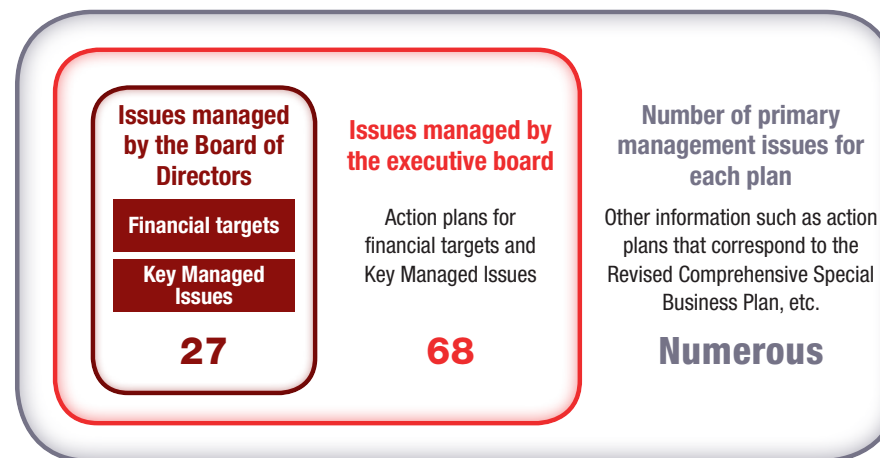 Issues managed
by the Board of
Directors
Financial targets
Key Managed
Issues
27
Issues managed by
the executive board
Action plans for
financial targets and
Key Managed Issues
68
Number of primary
management issues for
each plan
Other information such as action
plans that correspond to the
Revised Comprehensive Special
Business Plan, etc.
Numerous